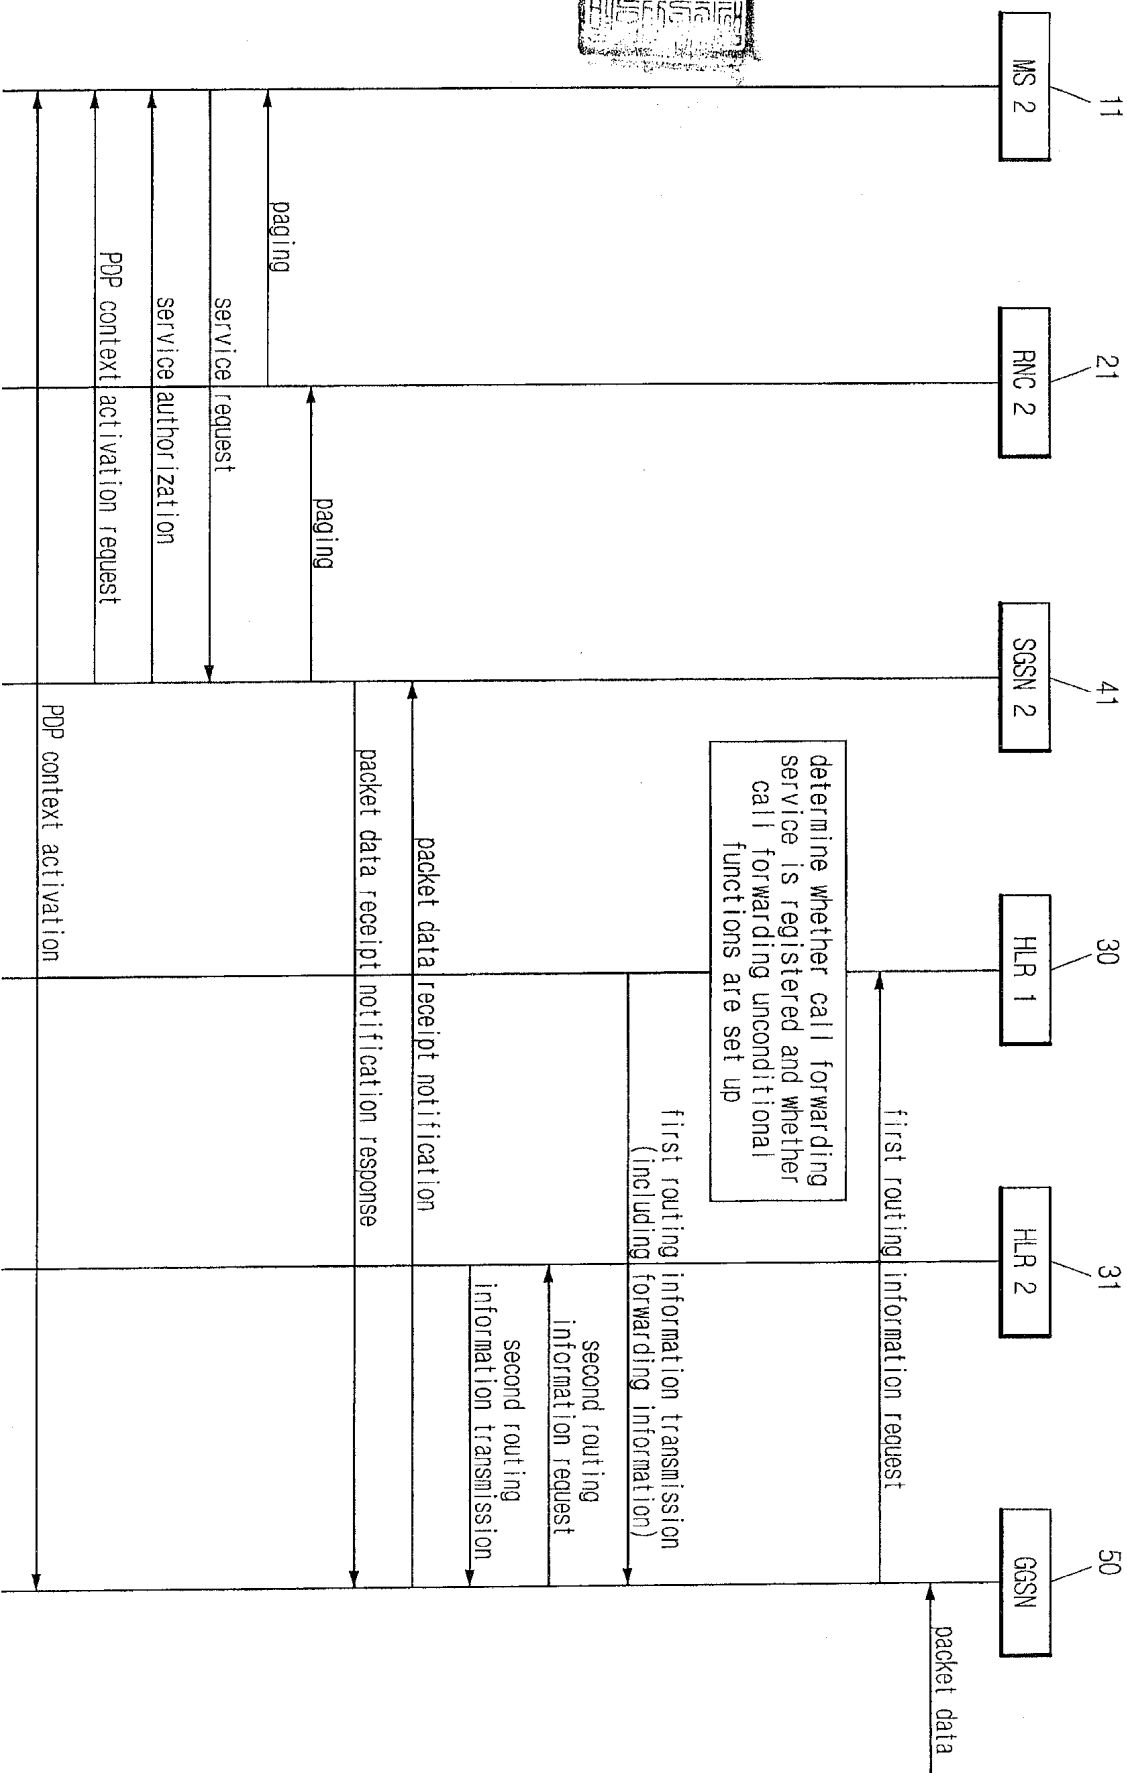 11
21
41
30
31
50
MS 2
RNC 2
SGSN 2
HLR 1
HLR 2
GGSN
packet data
first routing information request
determine whether call forwarding
service is registered and whether
call forwarding unconditional
functions are set up
first routing information transmission
(including forwarding information)
second routing
information request
second routing
information transmission
packet data receipt notification
packet data receipt notification response
paging
paging
service request
service authorization
PDP context activation request
PDP context activation